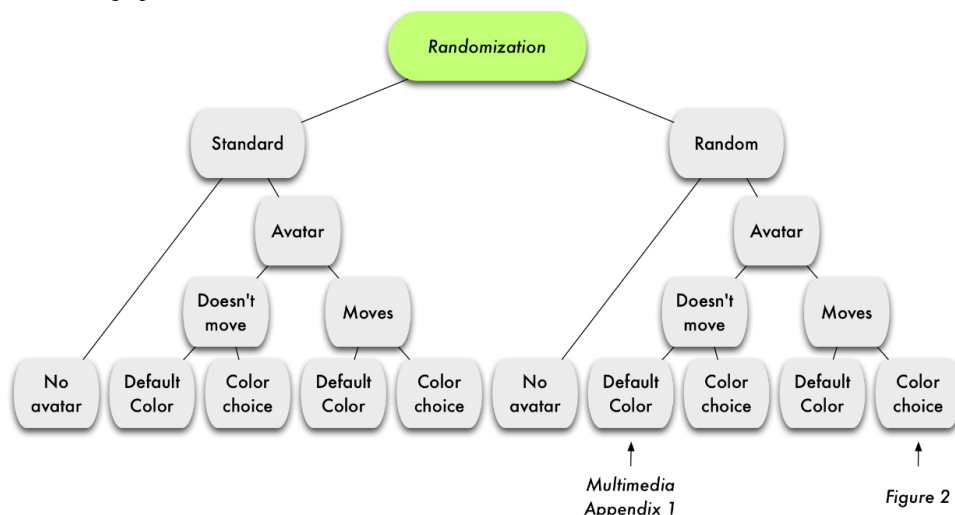 Randomization
Standard
Random
Avatar
Avatar
Doesn't
move
Moves
Doesn't
move
Moves
No
avatar
Default
Color
Color
choice
Default
Color
Color
choice
No
avatar
Default
Color
Color
choice
Default
Color
Color
choice
Multimedia
Appendix 1
Figure 2